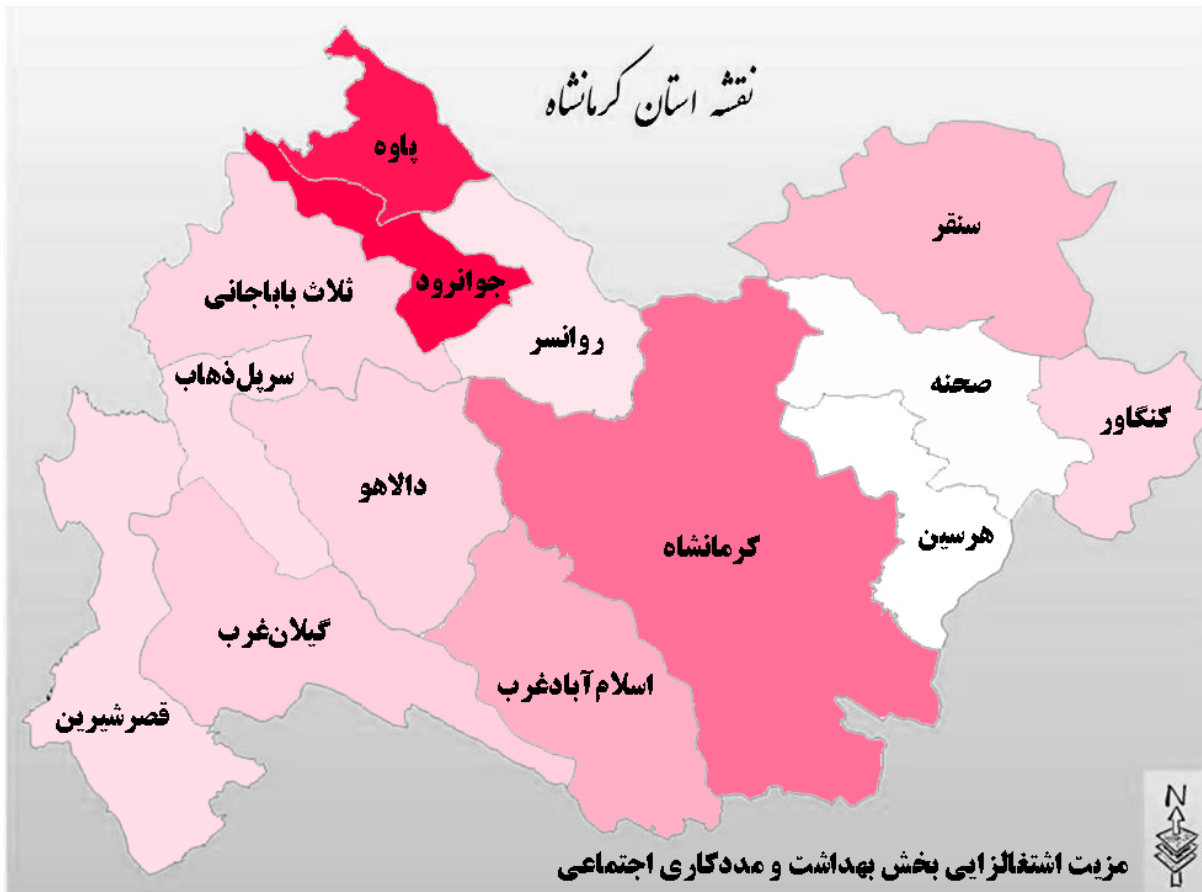 نقشه استان کرمانشاه
پاوه
سنقر
جوانرود
ثلاث باباجانی
روانسر
سرپل‌ذهاب
صحنه
کنگاور
دالاهو
هرسین
کرمانشاه
گیلان‌غرب
اسلام‌آبادغرب
قصرشیرین
N
مزیت اشتغالزایی بخش بهداشت و مددکاری اجتماعی